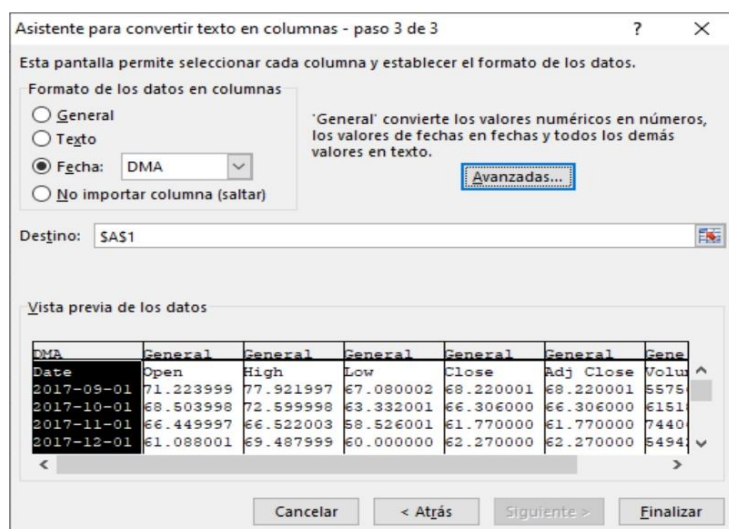 Asistente para convertir texto en columnas - paso 3 de 3 ? ×
Esta pantalla permite seleccionar cada columna y establecer el formato de los datos.
Formato de los datos en columnas
General
Texto
Fecha: DMA
No importar columna (saltar)
'General' convierte los valores numéricos en números,
los valores de fechas en fechas y todos los demás
valores en texto.
Avanzadas...
Destino: $A$1
Vista previa de los datos
DMA General General General General General Gene
Date Open High Low Close Adj Close Volu
2017-09-01 71.223999 77.921997 67.080002 68.220001 68.220001 5575
2017-10-01 68.503998 72.599998 63.332001 66.306000 66.306000 6151
2017-11-01 66.449997 66.522003 58.526001 61.770000 61.770000 7440
2017-12-01 61.088001 69.487999 60.000000 62.270000 62.270000 5494
Cancelar < Atrás Siguiente > Finalizar